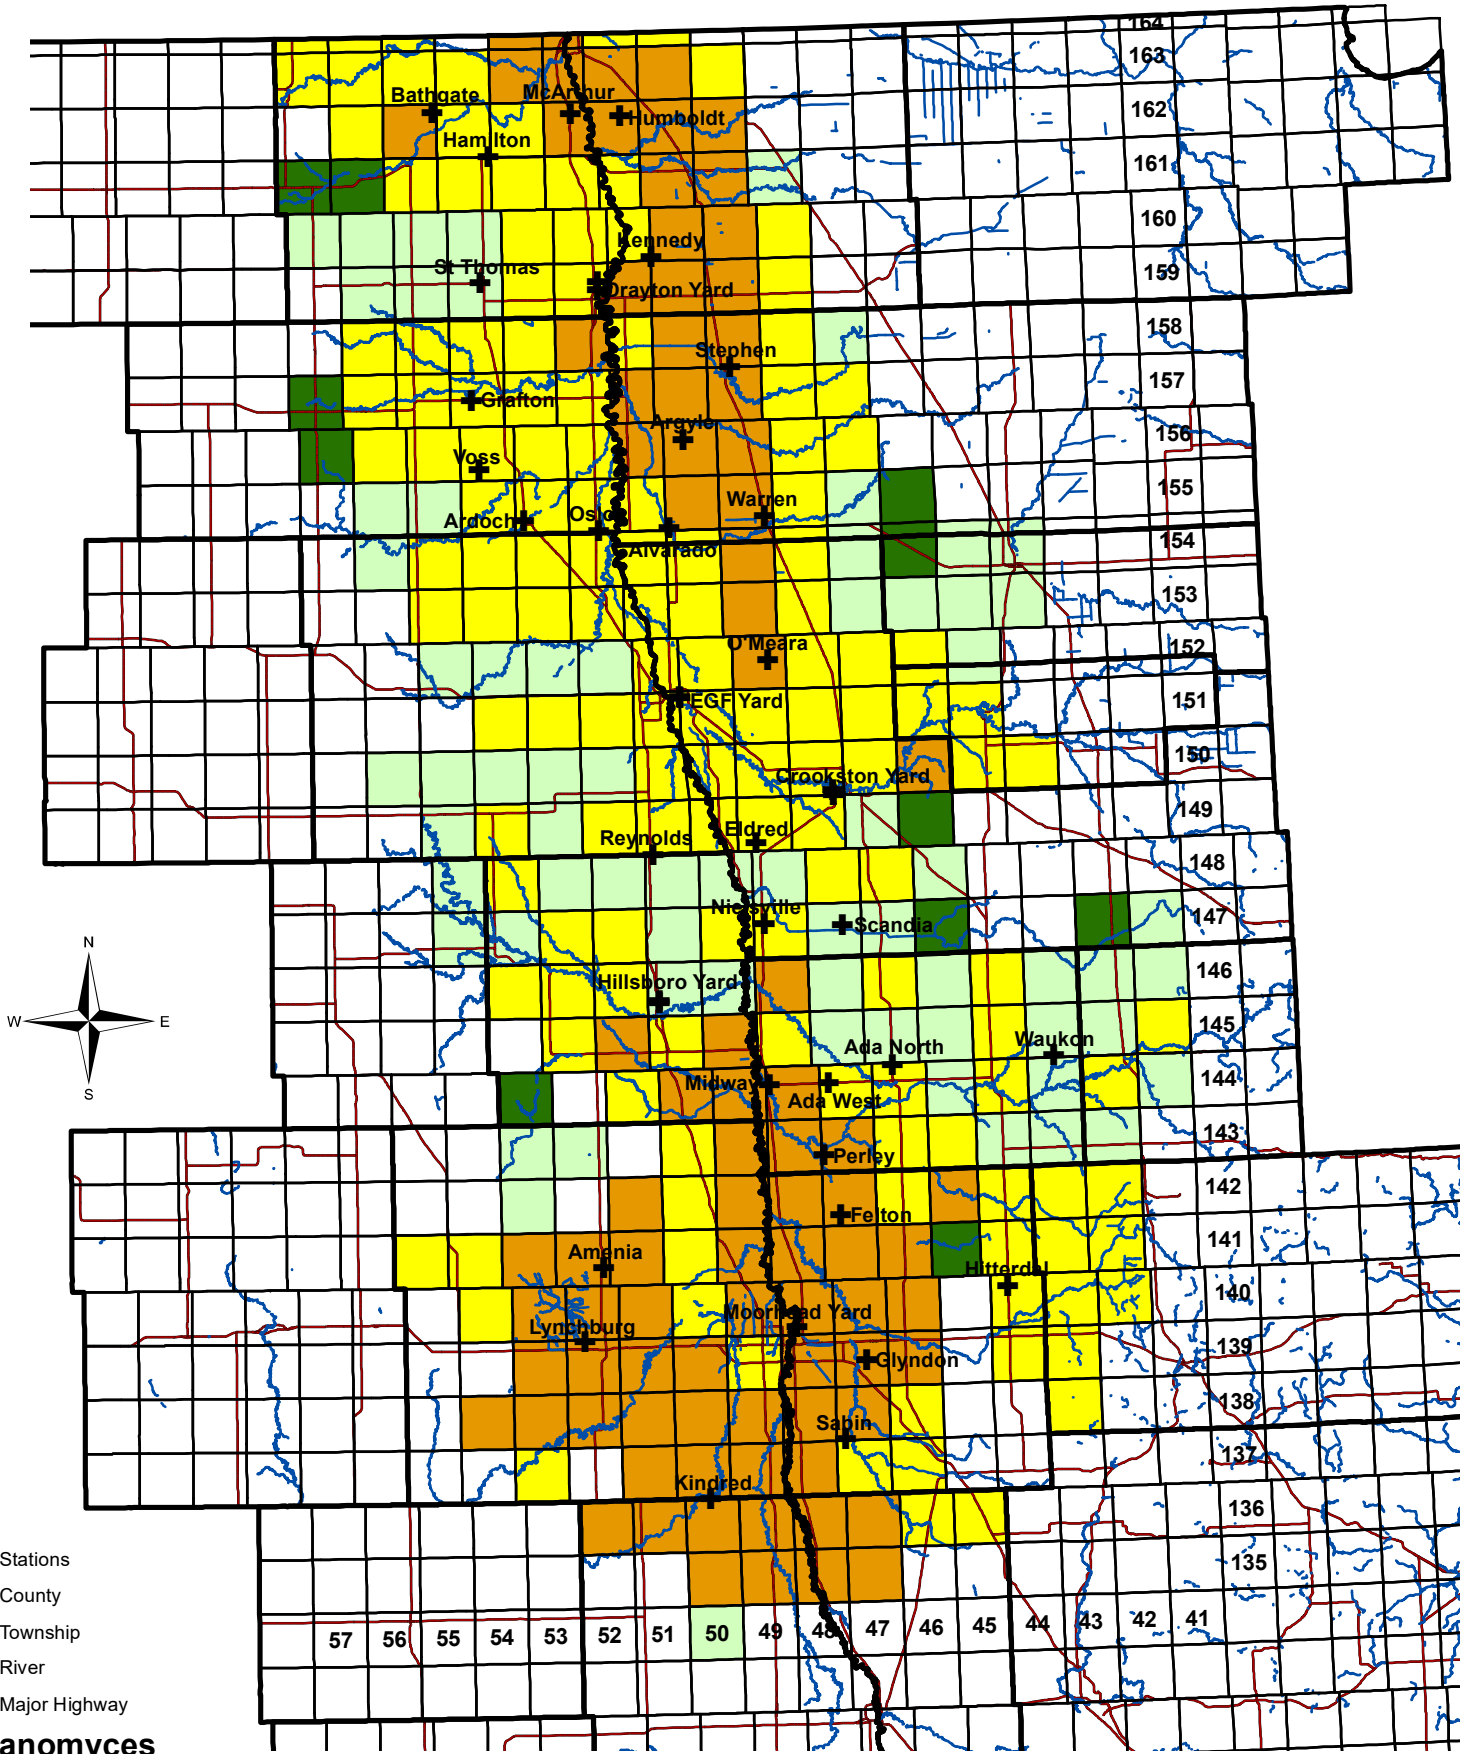 164
163
Bathgate
McArthur
162
Humboldt
Hamilton
161
160
Kennedy
St Thomas
159
Drayton Yard
158
Stephen
157
Grafton
Argyle
156
Voss
155
Warren
Ardoch
Oslo
154
Alvarado
153
O'Meara
152
EGF Yard
151
150
Crookston Yard
149
Eldred
Reynolds
148
Nielsville
147
Scandia
N
146
Hillsboro Yard
W
E
145
Ada North
Waukon
144
Midway
S
Ada West
143
Perley
142
Felton
141
Amenia
Hitterdal
140
Moorhead Yard
Lynchburg
139
Glyndon
138
Sabin
137
Kindred
136
Stations
135
County
57 56 55 54 53 52 51 50 49 48 47 46 45 44 43 42 41
Township
River
Major Highway
anomyces